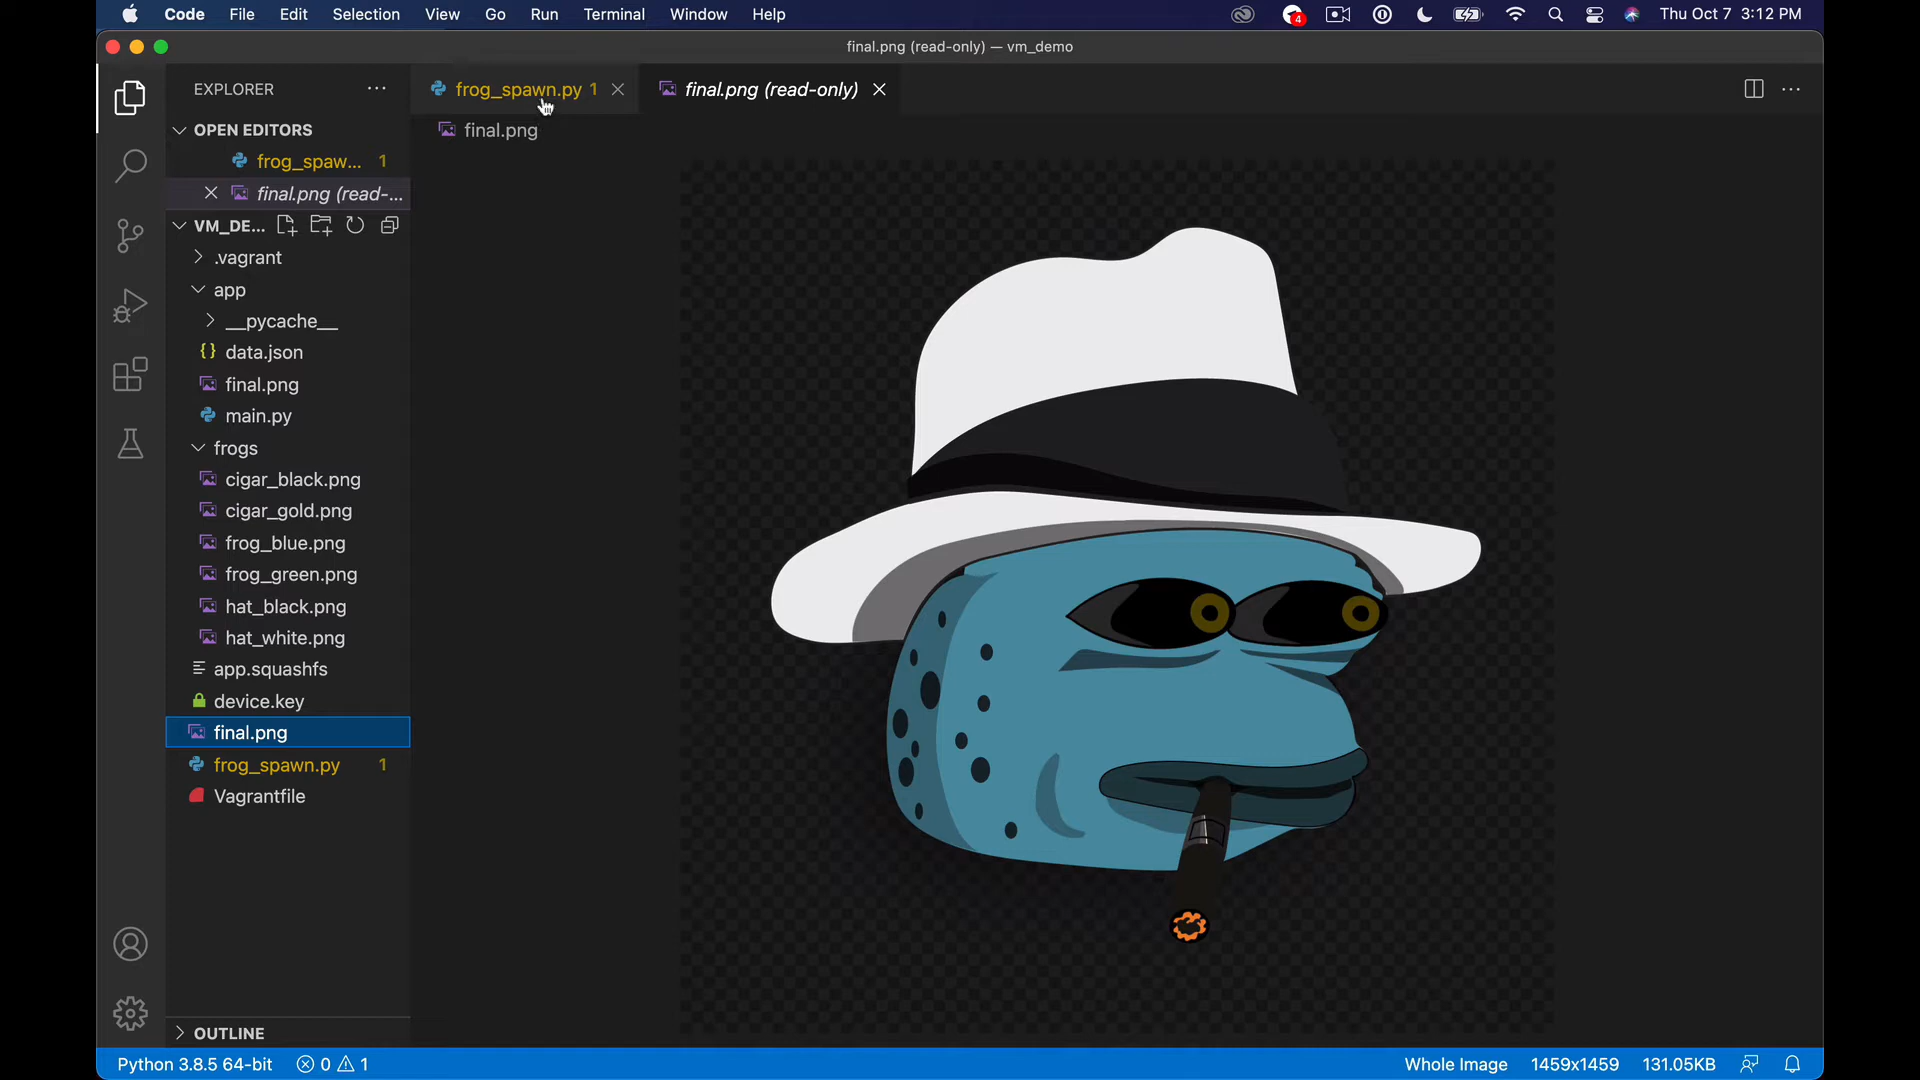 Code File Edit Selection View Go Run Terminal Window Help 4 Thu Oct 7 3:12 PM
final.png (read-only) — vm_demo
EXPLORER
frog_spawn.py 1
final.png (read-only)
final.png
OPEN EDITORS
frog_spaw... 1
final.png (read-...
VM_DE...
.vagrant
app
__pycache__
data.json
final.png
main.py
frogs
cigar_black.png
cigar_gold.png
frog_blue.png
frog_green.png
hat_black.png
hat_white.png
app.squashfs
device.key
final.png
frog_spawn.py 1
Vagrantfile
OUTLINE
Python 3.8.5 64-bit 0 1 Whole Image 1459x1459 131.05KB